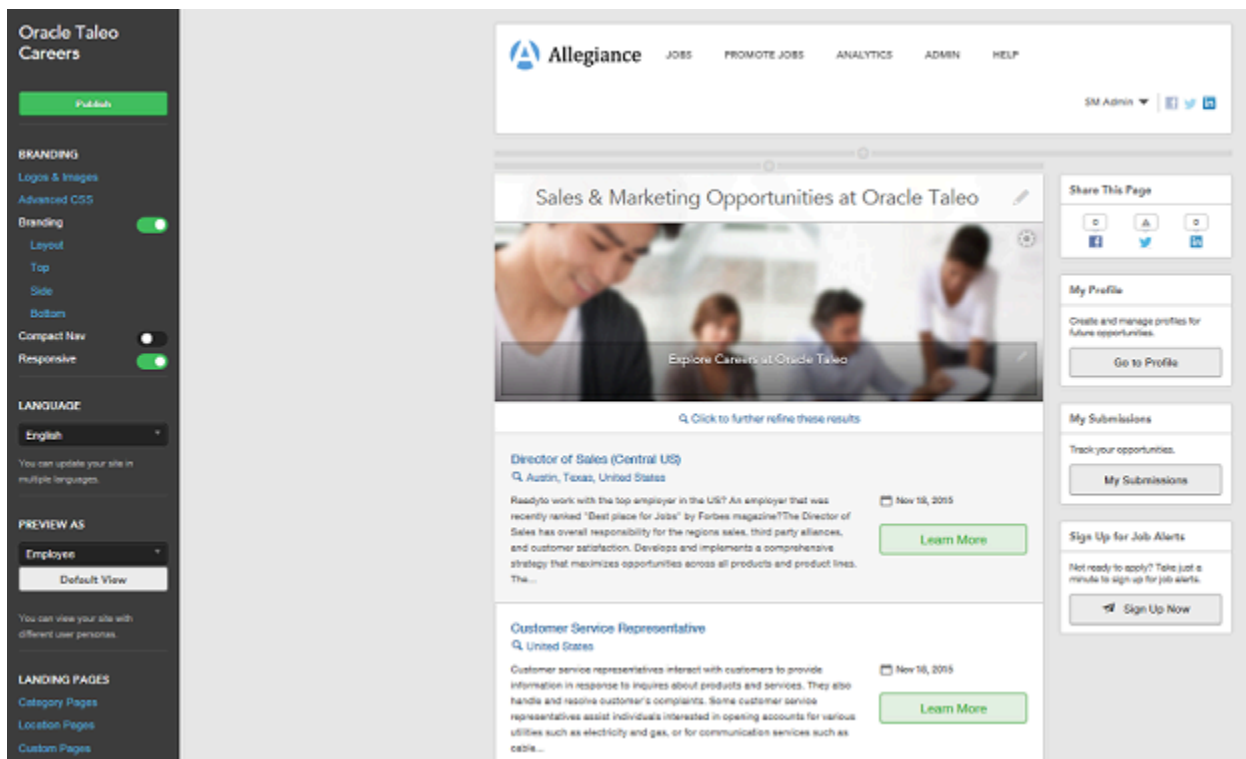 Oracle Taleo
Careers
Publish
BRANDING
Logos & Images
Advanced CSS
Branding
Layout
Top
Side
Bottom
Compact Nav
Responsive
LANGUAGE
English
You can update your site in
multiple languages.
PREVIEW AS
Employee
Default View
You can view your site with
different user personas.
LANDING PAGES
Category Pages
Location Pages
Custom Pages
Allegiance
JOBS PROMOTE JOBS ANALYTICS ADMIN HELP
SM Admin
Sales & Marketing Opportunities at Oracle Taleo
Explore Careers at Oracle Taleo
Click to further refine these results
Director of Sales (Central US)
Austin, Texas, United States
Readyto work with the top employer in the US? An employer that was
recently ranked "Best place for Jobs" by Forbes magazine?The Director of
Sales has overall responsibility for the regions sales, third party alliances,
and customer satisfaction. Develops and implements a comprehensive
strategy that maximizes opportunities across all products and product lines.
The...
Nov 18, 2015
Learn More
Customer Service Representative
United States
Customer service representatives interact with customers to provide
information in response to inquires about products and services. They also
handle and resolve customer's complaints. Some customer service
representatives assist individuals interested in opening accounts for various
utilities such as electricity and gas, or for communication services such as
cable...
Nov 18, 2015
Learn More
Share This Page
0 0
My Profile
Create and manage profiles for
future opportunities.
Go to Profile
My Submissions
Track your opportunities.
My Submissions
Sign Up for Job Alerts
Not ready to apply? Take just a
minute to sign up for job alerts.
Sign Up Now